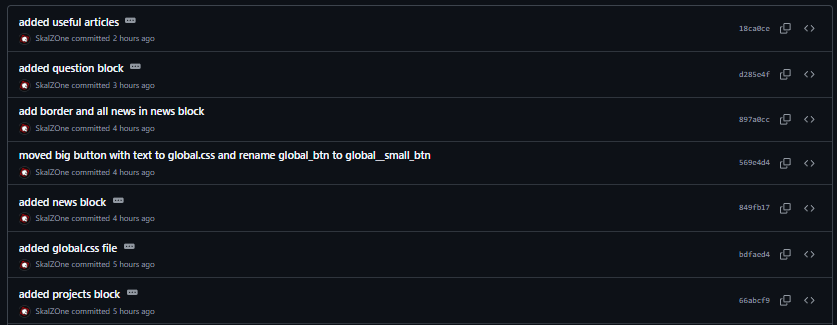 added useful articles
SkalZOne committed 2 hours ago
18ca0ce
added question block
SkalZOne committed 3 hours ago
d285e4f
add border and all news in news block
SkalZOne committed 4 hours ago
897a0cc
moved big button with text to global.css and rename global_btn to global__small_btn
SkalZOne committed 4 hours ago
569e4d4
added news block
SkalZOne committed 4 hours ago
849fb17
added global.css file
SkalZOne committed 5 hours ago
bdfaed4
added projects block
SkalZOne committed 5 hours ago
66abcf9